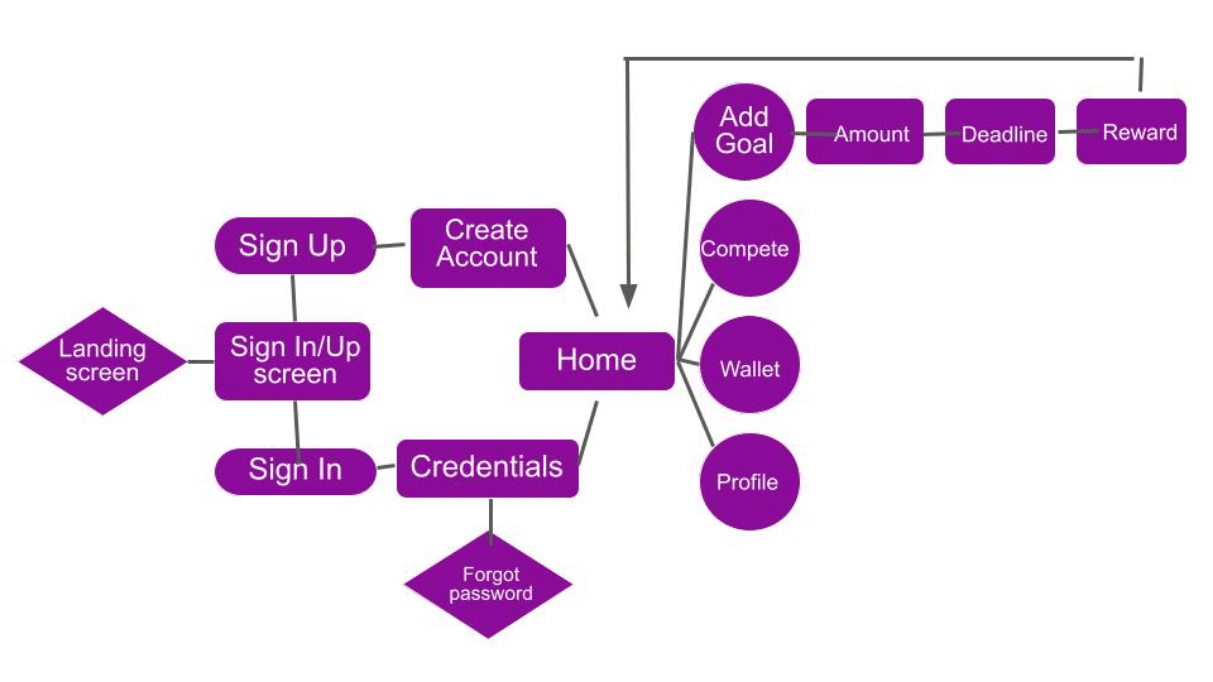 Landing
screen
Sign In/Up
screen
Sign Up
Create
Account
Sign In
Credentials
Forgot
password
Home
Add
Goal
Amount
Deadline
Reward
Compete
Wallet
Profile